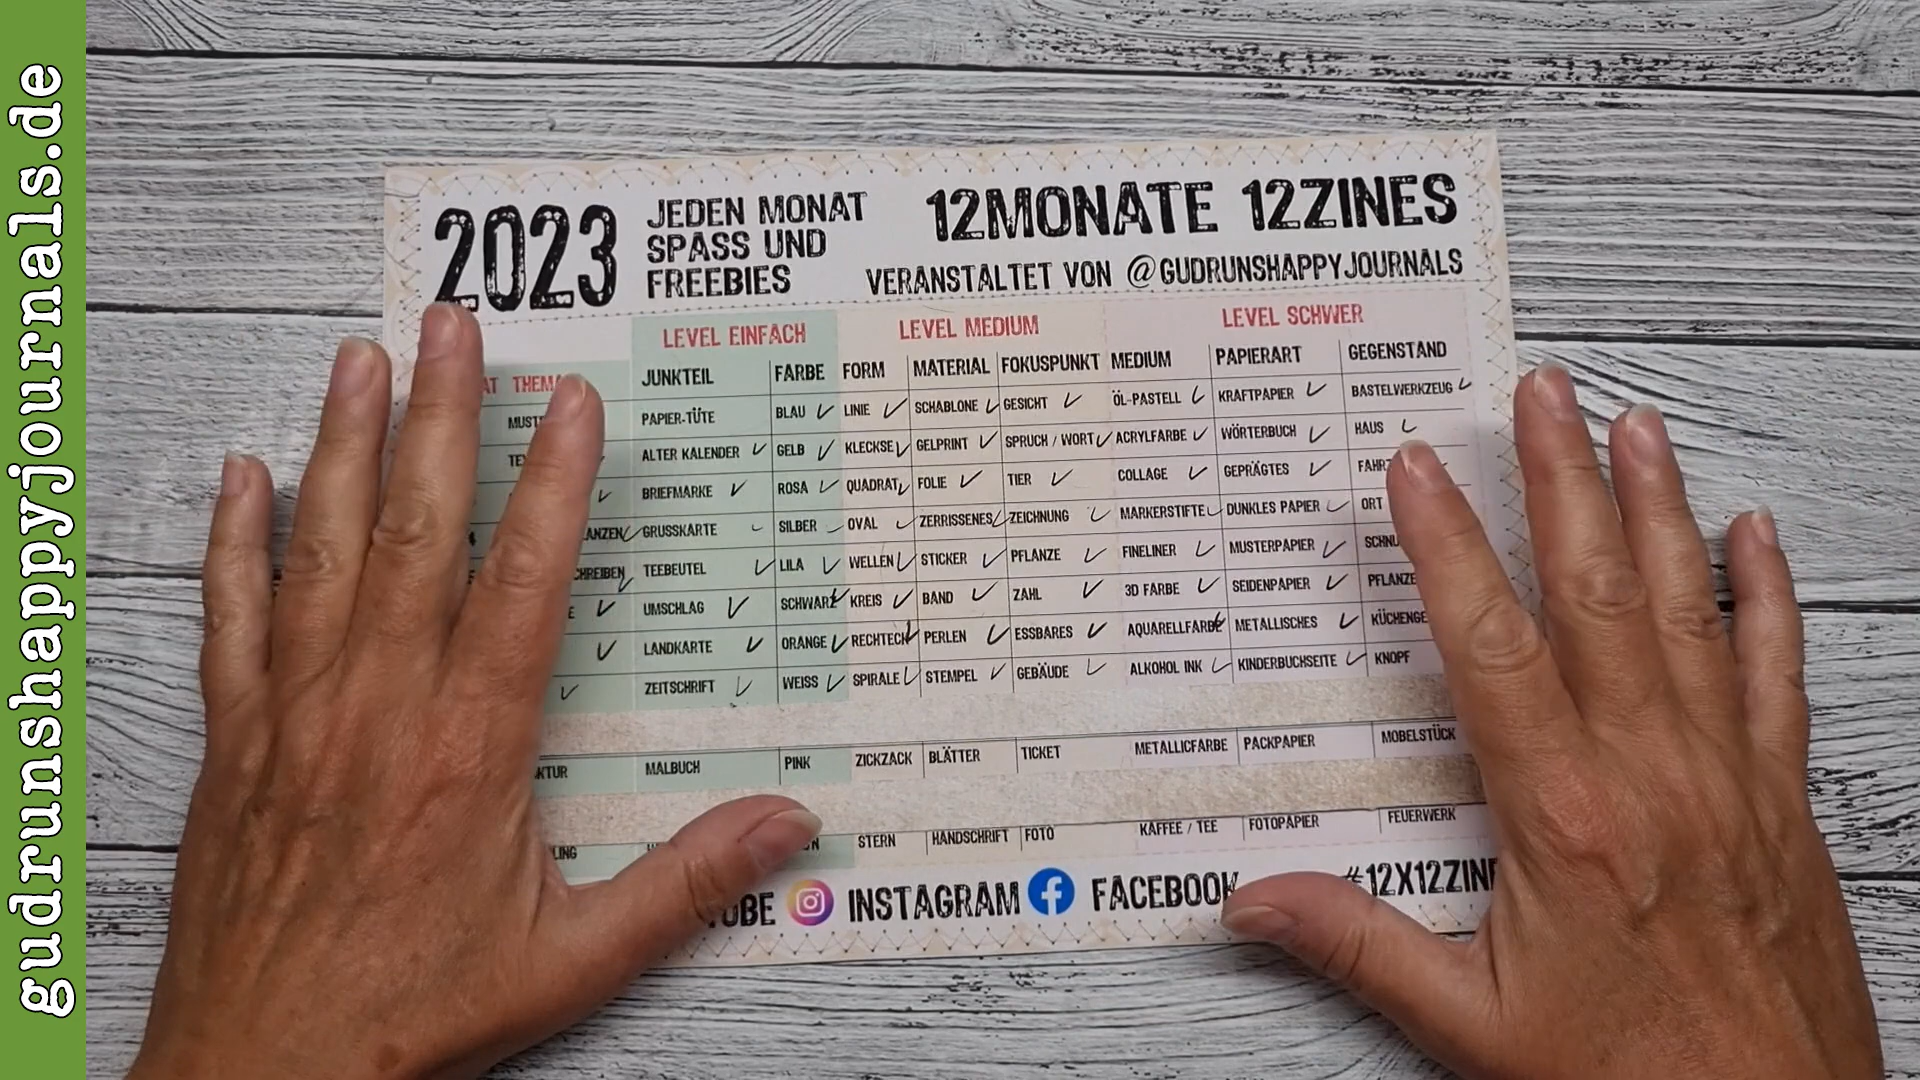 gudrunshappyjournals.de
2023
JEDEN MONAT
SPASS UND
FREEBIES
12MONATE 12ZINES
VERANSTALTET VON @GUDRUNSHAPPYJOURNALS
LEVEL EINFACH LEVEL MEDIUM LEVEL SCHWER
JUNKTEIL FARBE FORM MATERIAL FOKUSPUNKT MEDIUM PAPIERART GEGENSTAND
PAPIER-TÜTE BLAU LINIE SCHABLONE GESICHT ÖL-PASTELL KRAFTPAPIER BASTELWERKZEUG
ALTER KALENDER GELB KLECKSE GELPRINT SPRUCH / WORT ACRYLFARBE WÖRTERBUCH HAUS
BRIEFMARKE ROSA QUADRAT FOLIE TIER COLLAGE GEPRÄGTES
GRUSSKARTE SILBER OVAL ZERRISSENES ZEICHNUNG MARKERSTIFTE DUNKLES PAPIER ORT
TEEBEUTEL LILA WELLEN STICKER PFLANZE FINELINER MUSTERPAPIER
UMSCHLAG SCHWARZ KREIS BAND ZAHL 3D FARBE SEIDENPAPIER PFLANZE
LANDKARTE ORANGE RECHTECK PERLEN ESSBARES AQUARELLFARBE METALLISCHES
ZEITSCHRIFT WEISS SPIRALE STEMPEL GEBÄUDE ALKOHOL INK KINDERBUCHSEITE KNOPF
MALBUCH PINK ZICKZACK BLÄTTER TICKET METALLICFARBE PACKPAPIER MÖBELSTÜCK
STERN HANDSCHRIFT FOTO KAFFEE / TEE FOTOPAPIER FEUERWERK
INSTAGRAM FACEBOOK #12X12ZINE